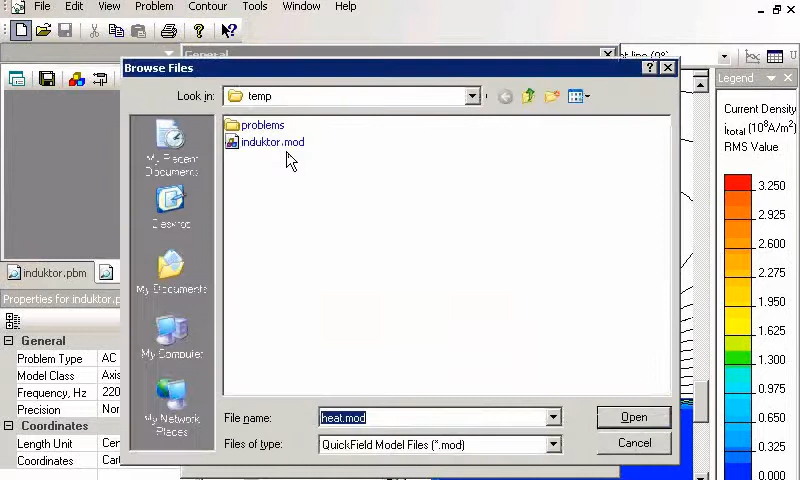 File Edit View Problem Contour Tools Window Help
Browse Files
Look in: temp
problems
induktor.mod
My Recent
Documents
Desktop
My Documents
My Computer
My Network
Places
File name: heat.mod Open
Files of type: QuickField Model Files (*.mod) Cancel
induktor.pbm
Properties for induktor.p
General
Problem Type AC
Model Class Axis
Frequency, Hz 220
Precision Nor
Coordinates
Length Unit Cen
Coordinates Cart
t line (0º)
Legend
Current Density
i total (10⁸A/m²)
RMS Value
3.250
2.925
2.600
2.275
1.950
1.625
1.300
0.975
0.650
0.325
0.000